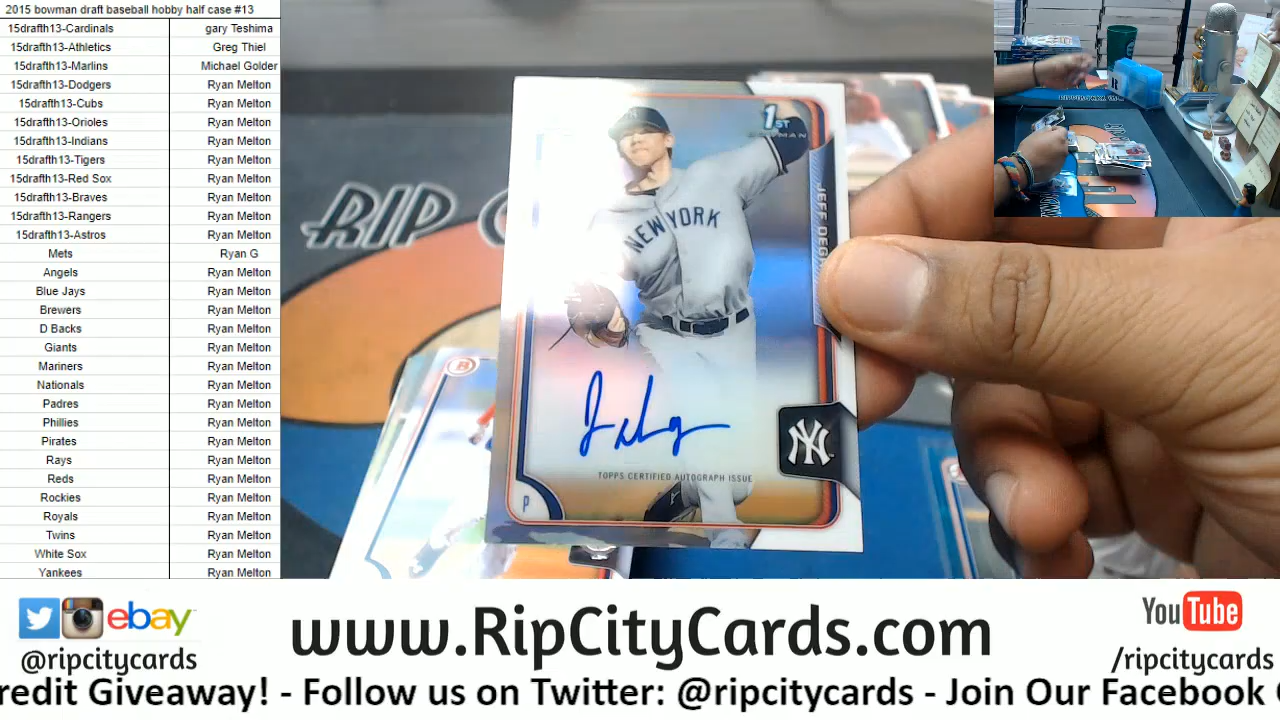 2015 bowman draft baseball hobby half case #13
15drafth13-Cardinals gary Teshima
15drafth13-Athletics Greg Thiel
15drafth13-Marlins Michael Golder
15drafth13-Dodgers Ryan Melton
15drafth13-Cubs Ryan Melton
15drafth13-Orioles Ryan Melton
15drafth13-Indians Ryan Melton
15drafth13-Tigers Ryan Melton
15drafth13-Red Sox Ryan Melton
15drafth13-Braves Ryan Melton
15drafth13-Rangers Ryan Melton
15drafth13-Astros Ryan Melton
Mets Ryan G
Angels Ryan Melton
Blue Jays Ryan Melton
Brewers Ryan Melton
D Backs Ryan Melton
Giants Ryan Melton
Mariners Ryan Melton
Nationals Ryan Melton
Padres Ryan Melton
Phillies Ryan Melton
Pirates Ryan Melton
Rays Ryan Melton
Reds Ryan Melton
Rockies Ryan Melton
Royals Ryan Melton
Twins Ryan Melton
White Sox Ryan Melton
Yankees Ryan Melton
RIP
1ST
BOWMAN
JEFF DEG
NEW YORK
NY
TOPPS CERTIFIED AUTOGRAPH ISSUE
P
B
ebay
@ripcitycards
www.RipCityCards.com
YouTube
/ripcitycards
redit Giveaway! - Follow us on Twitter: @ripcitycards - Join Our Facebook